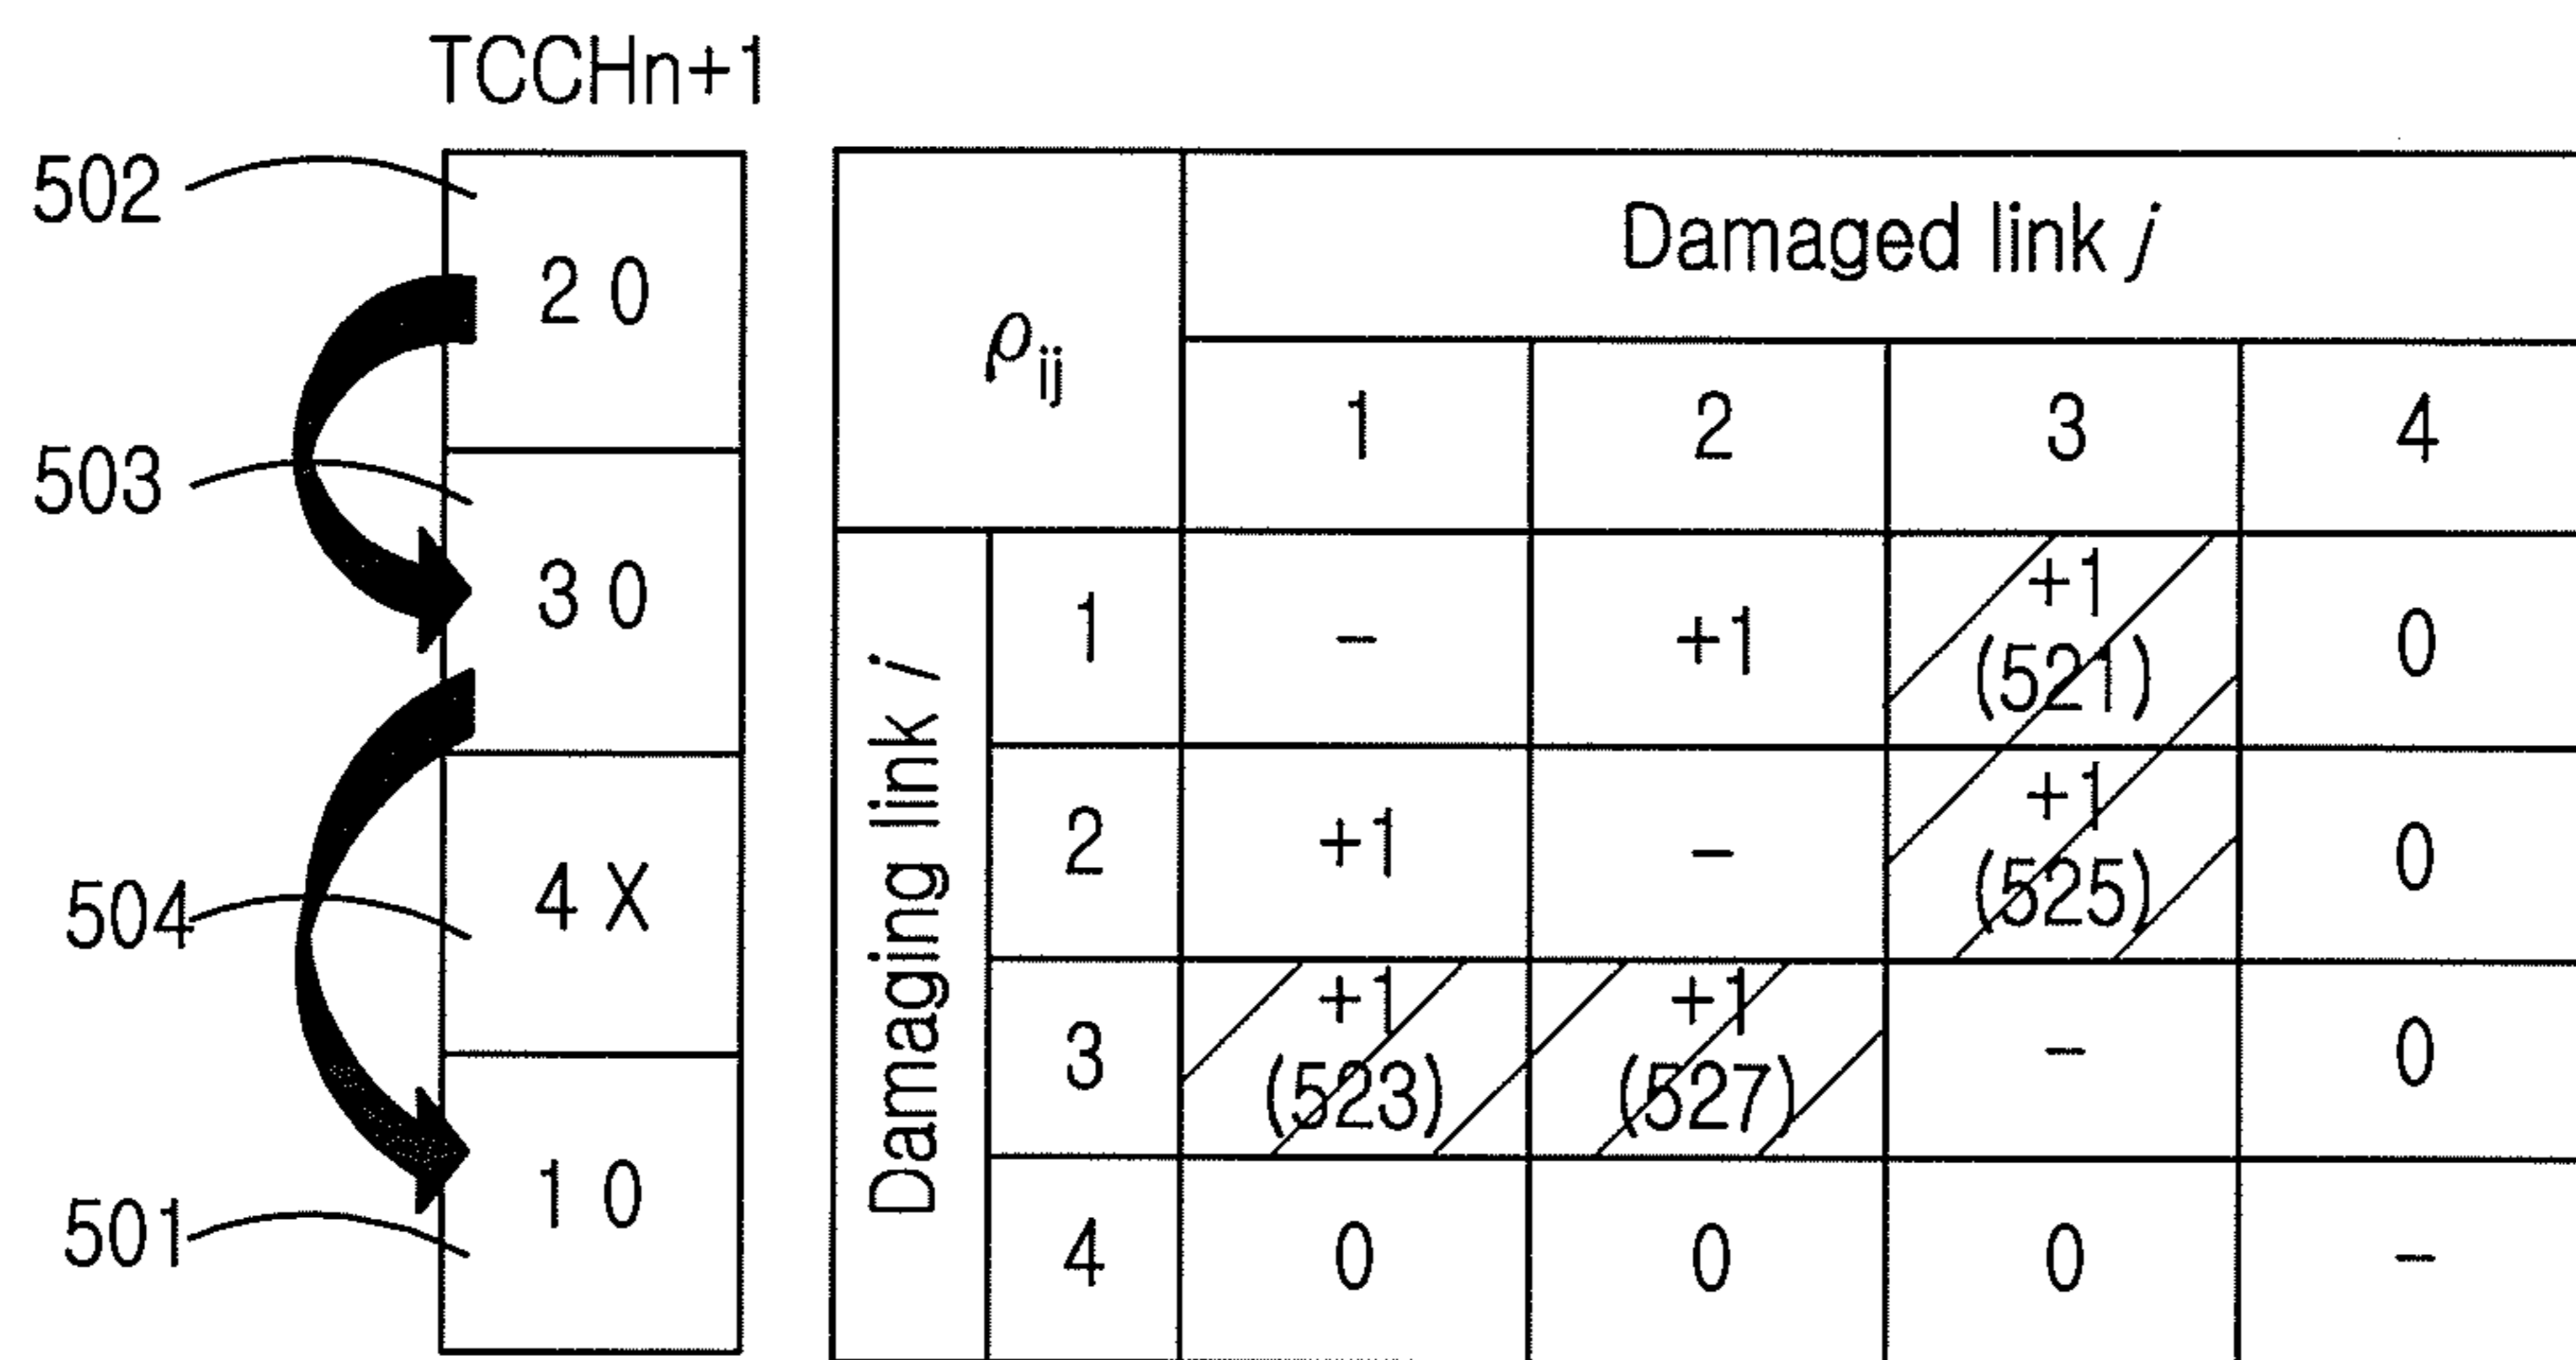 TCCHn+1
502
2 0
503
3 0
504
4 X
501
1 0
ρij
Damaged link j
1 2 3 4
Damaging link i
1 – +1 +1 (521) 0
2 +1 – +1 (525) 0
3 +1 (523) +1 (527) – 0
4 0 0 0 –